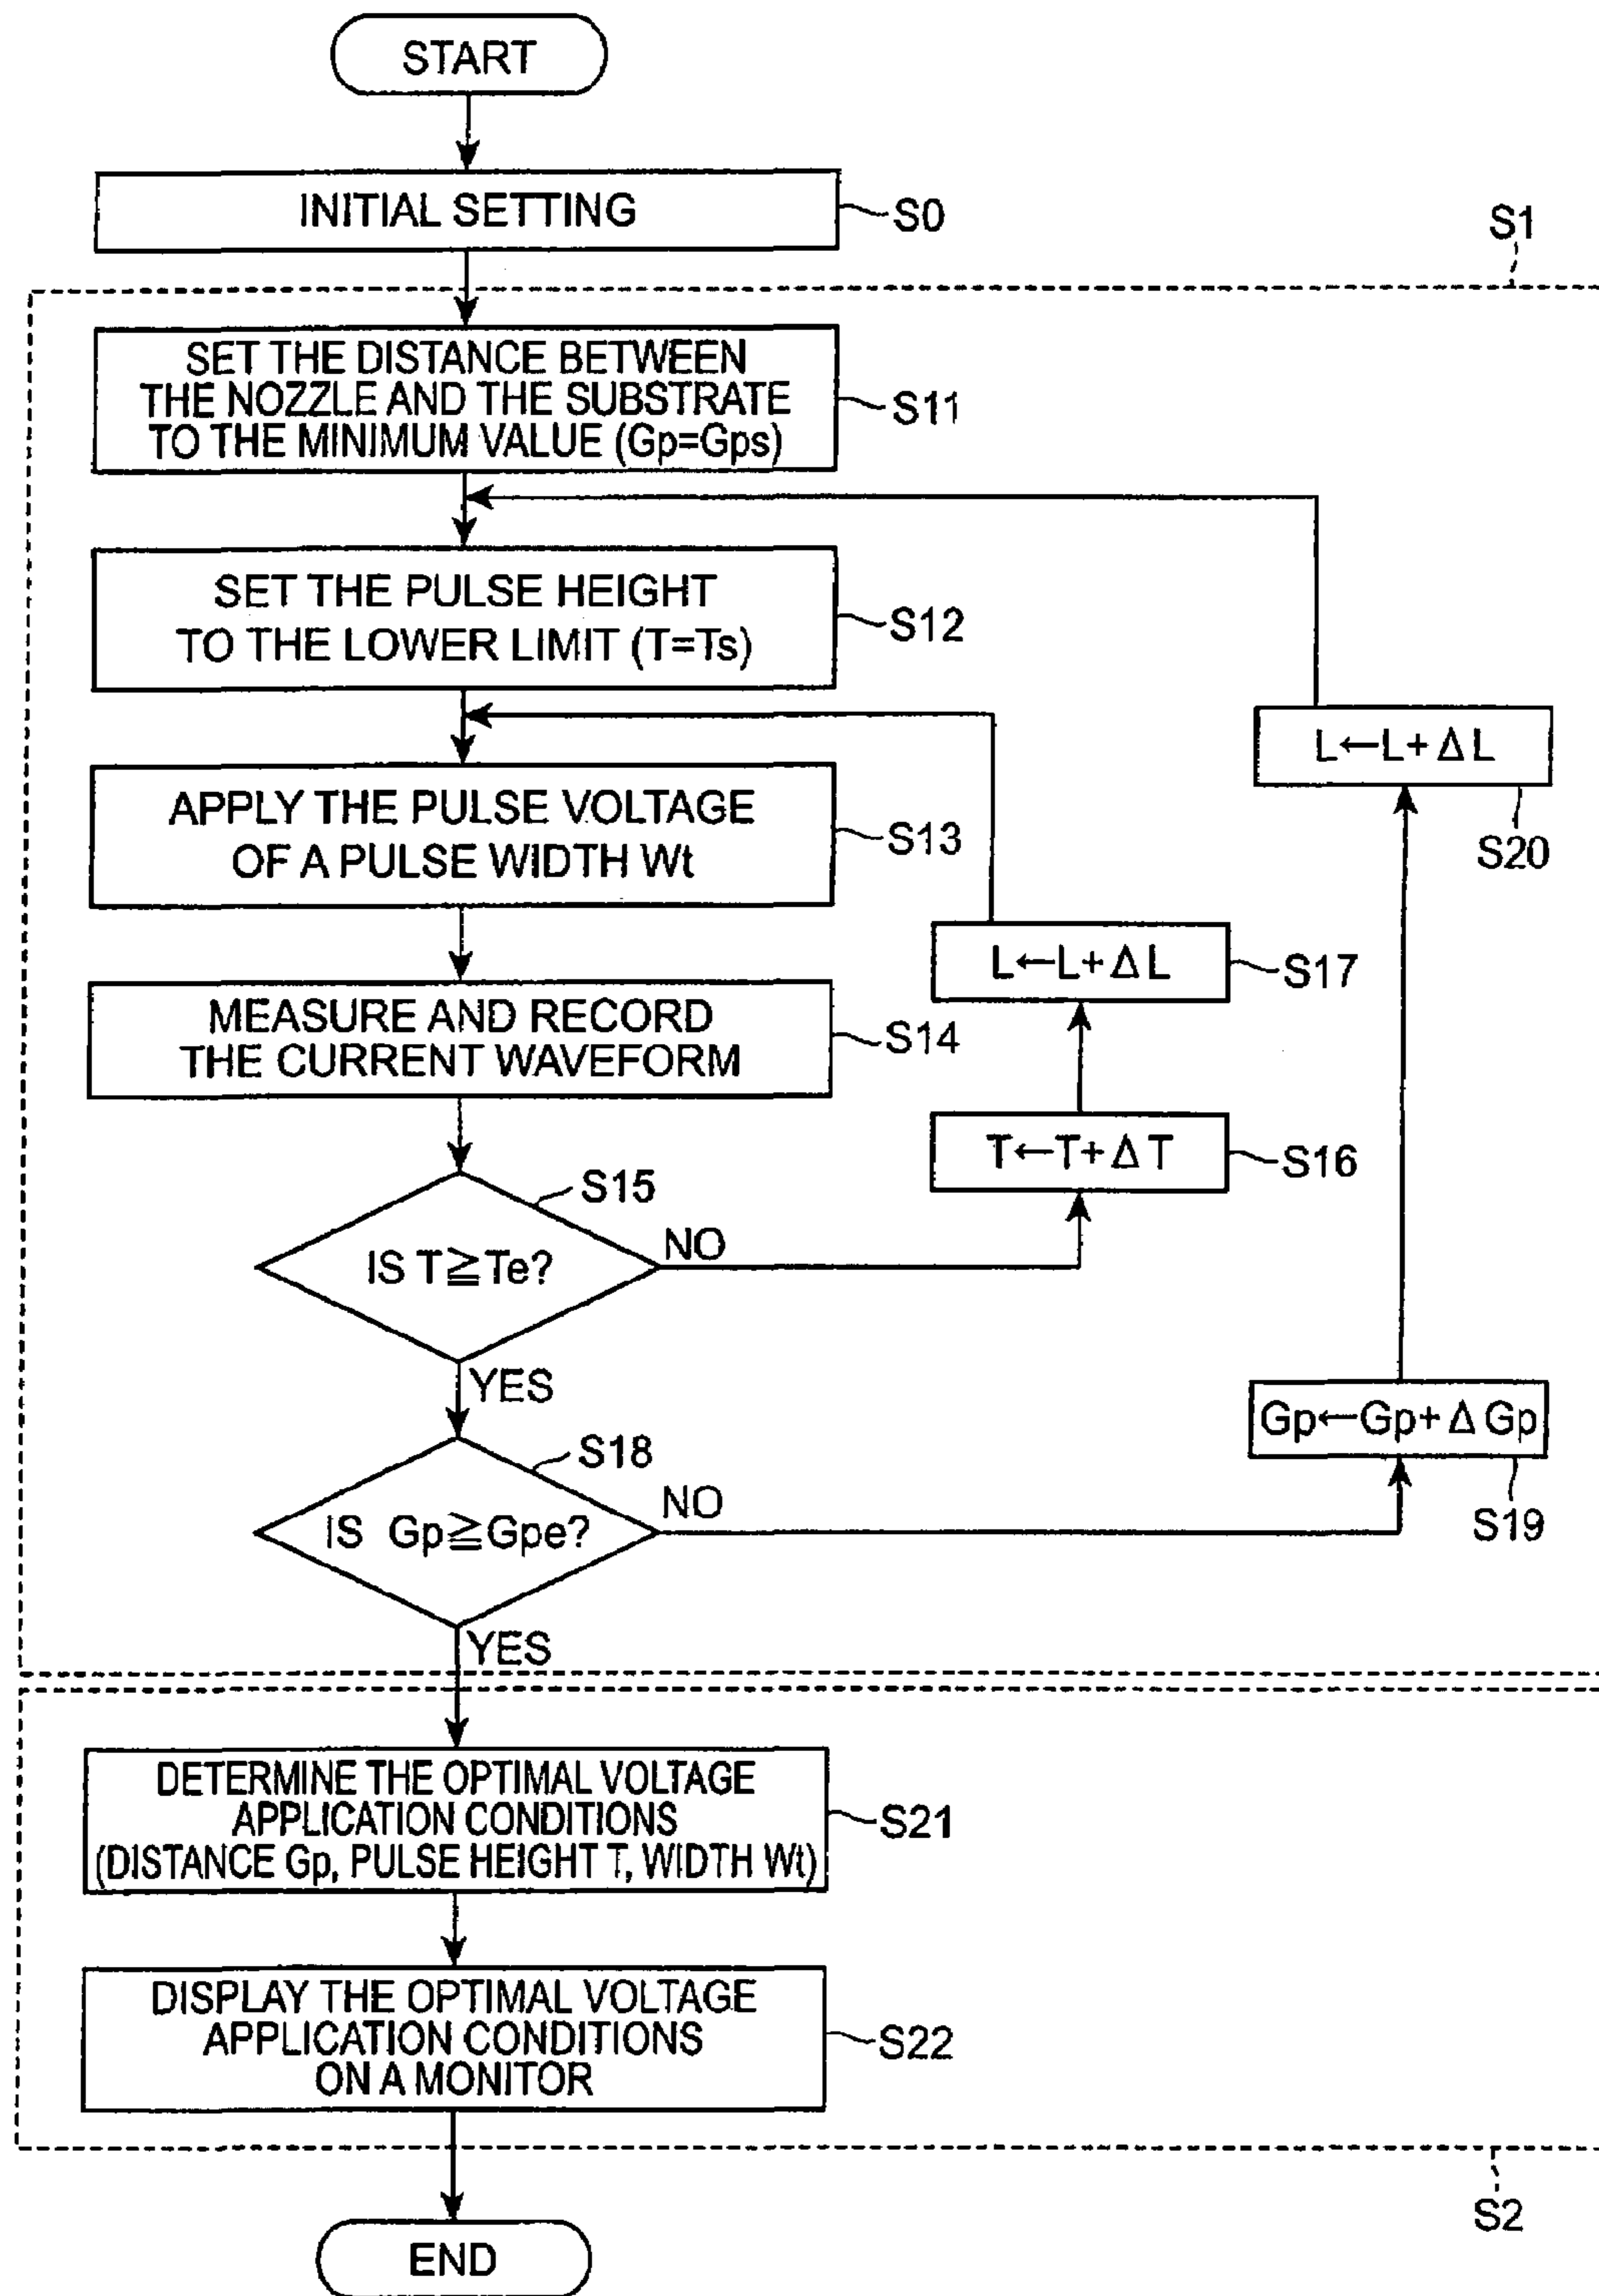 START
INITIAL SETTING
S0
S1
SET THE DISTANCE BETWEEN
THE NOZZLE AND THE SUBSTRATE
TO THE MINIMUM VALUE (Gp=Gps)
S11
SET THE PULSE HEIGHT
TO THE LOWER LIMIT (T=Ts)
S12
L←L+ΔL
S20
APPLY THE PULSE VOLTAGE
OF A PULSE WIDTH Wt
S13
L←L+ΔL
S17
MEASURE AND RECORD
THE CURRENT WAVEFORM
S14
T←T+ΔT
S16
S15
IS T≧Te?
NO
YES
Gp←Gp+ΔGp
S19
S18
IS Gp≧Gpe?
NO
YES
DETERMINE THE OPTIMAL VOLTAGE
APPLICATION CONDITIONS
(DISTANCE Gp, PULSE HEIGHT T, WIDTH Wt)
S21
DISPLAY THE OPTIMAL VOLTAGE
APPLICATION CONDITIONS
ON A MONITOR
S22
S2
END